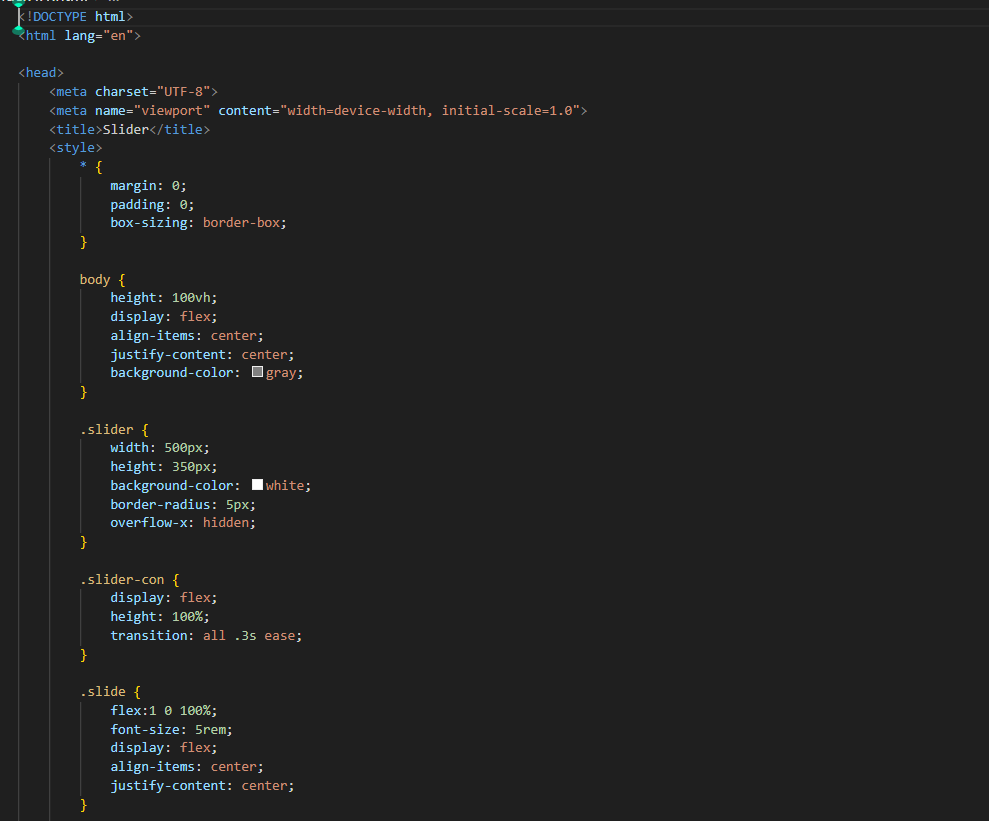 <!DOCTYPE html>
<html lang="en">
<head>
<meta charset="UTF-8">
<meta name="viewport" content="width=device-width, initial-scale=1.0">
<title>Slider</title>
<style>
* {
margin: 0;
padding: 0;
box-sizing: border-box;
}
body {
height: 100vh;
display: flex;
align-items: center;
justify-content: center;
background-color: gray;
}
.slider {
width: 500px;
height: 350px;
background-color: white;
border-radius: 5px;
overflow-x: hidden;
}
.slider-con {
display: flex;
height: 100%;
transition: all .3s ease;
}
.slide {
flex:1 0 100%;
font-size: 5rem;
display: flex;
align-items: center;
justify-content: center;
}